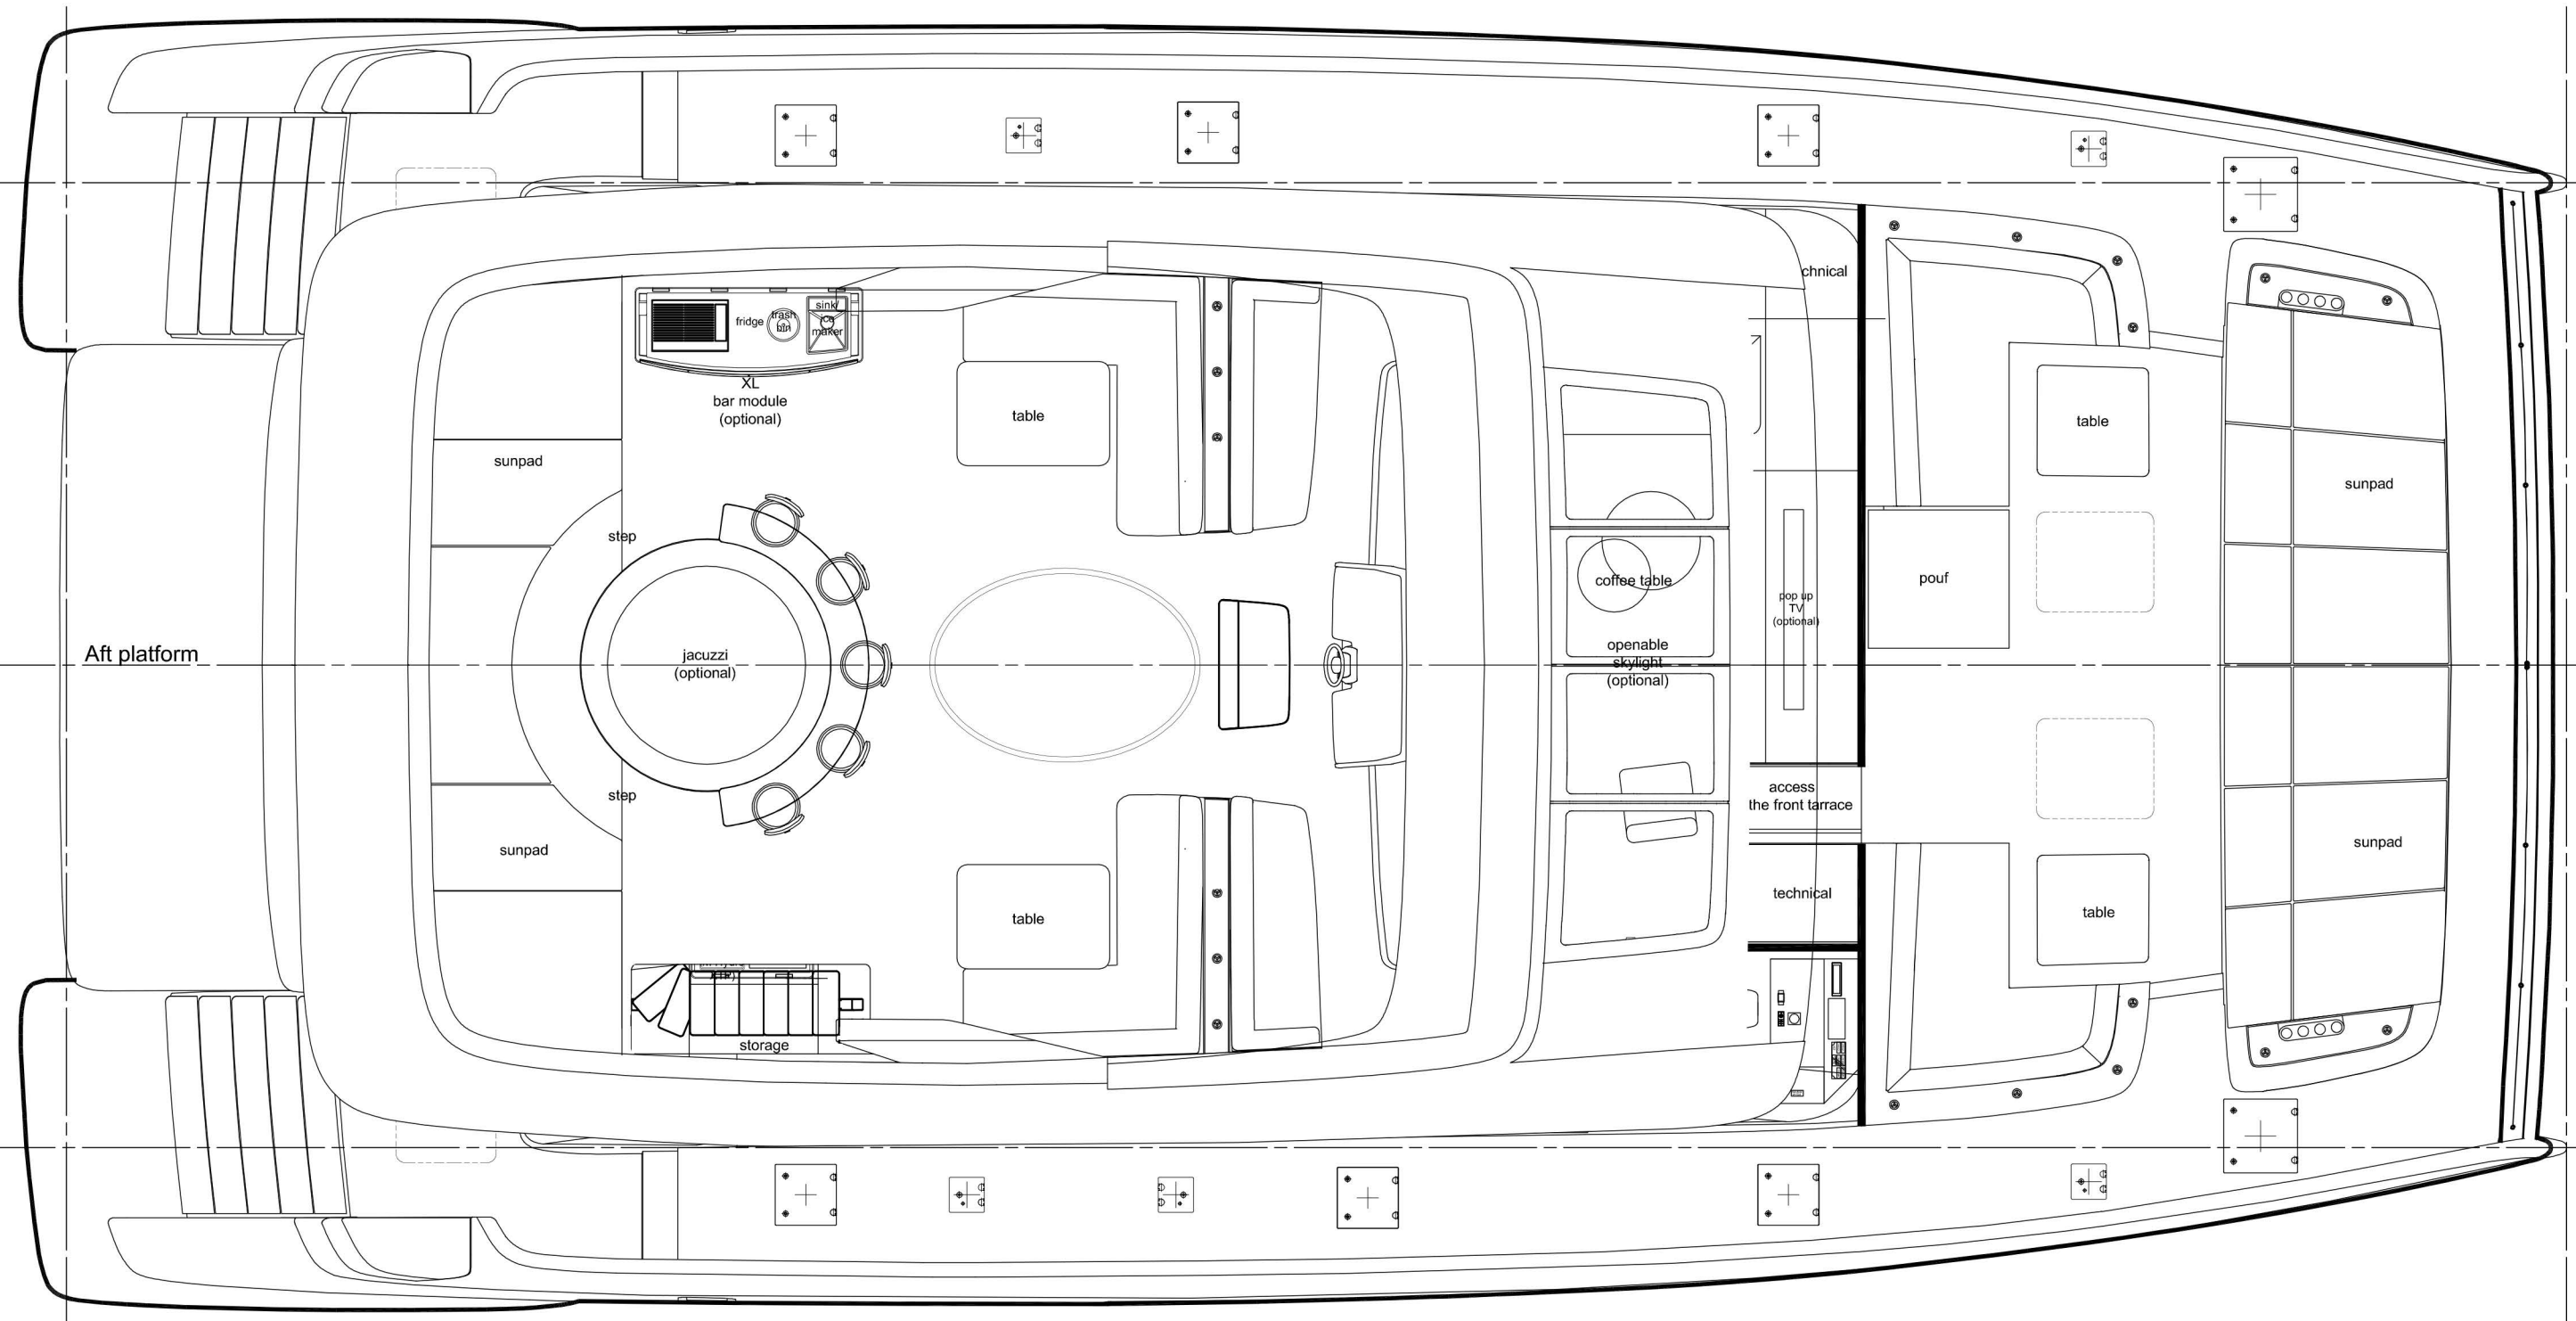 Aft platform
sunpad
sunpad
step
step
fridge
trash
bin
sink/
ice
maker
XL
bar module
(optional)
jacuzzi
(optional)
storage
table
table
coffee table
openable
skylight
(optional)
chnical
pop up
TV
(optional)
access
the front tarrace
technical
pouf
table
table
sunpad
sunpad